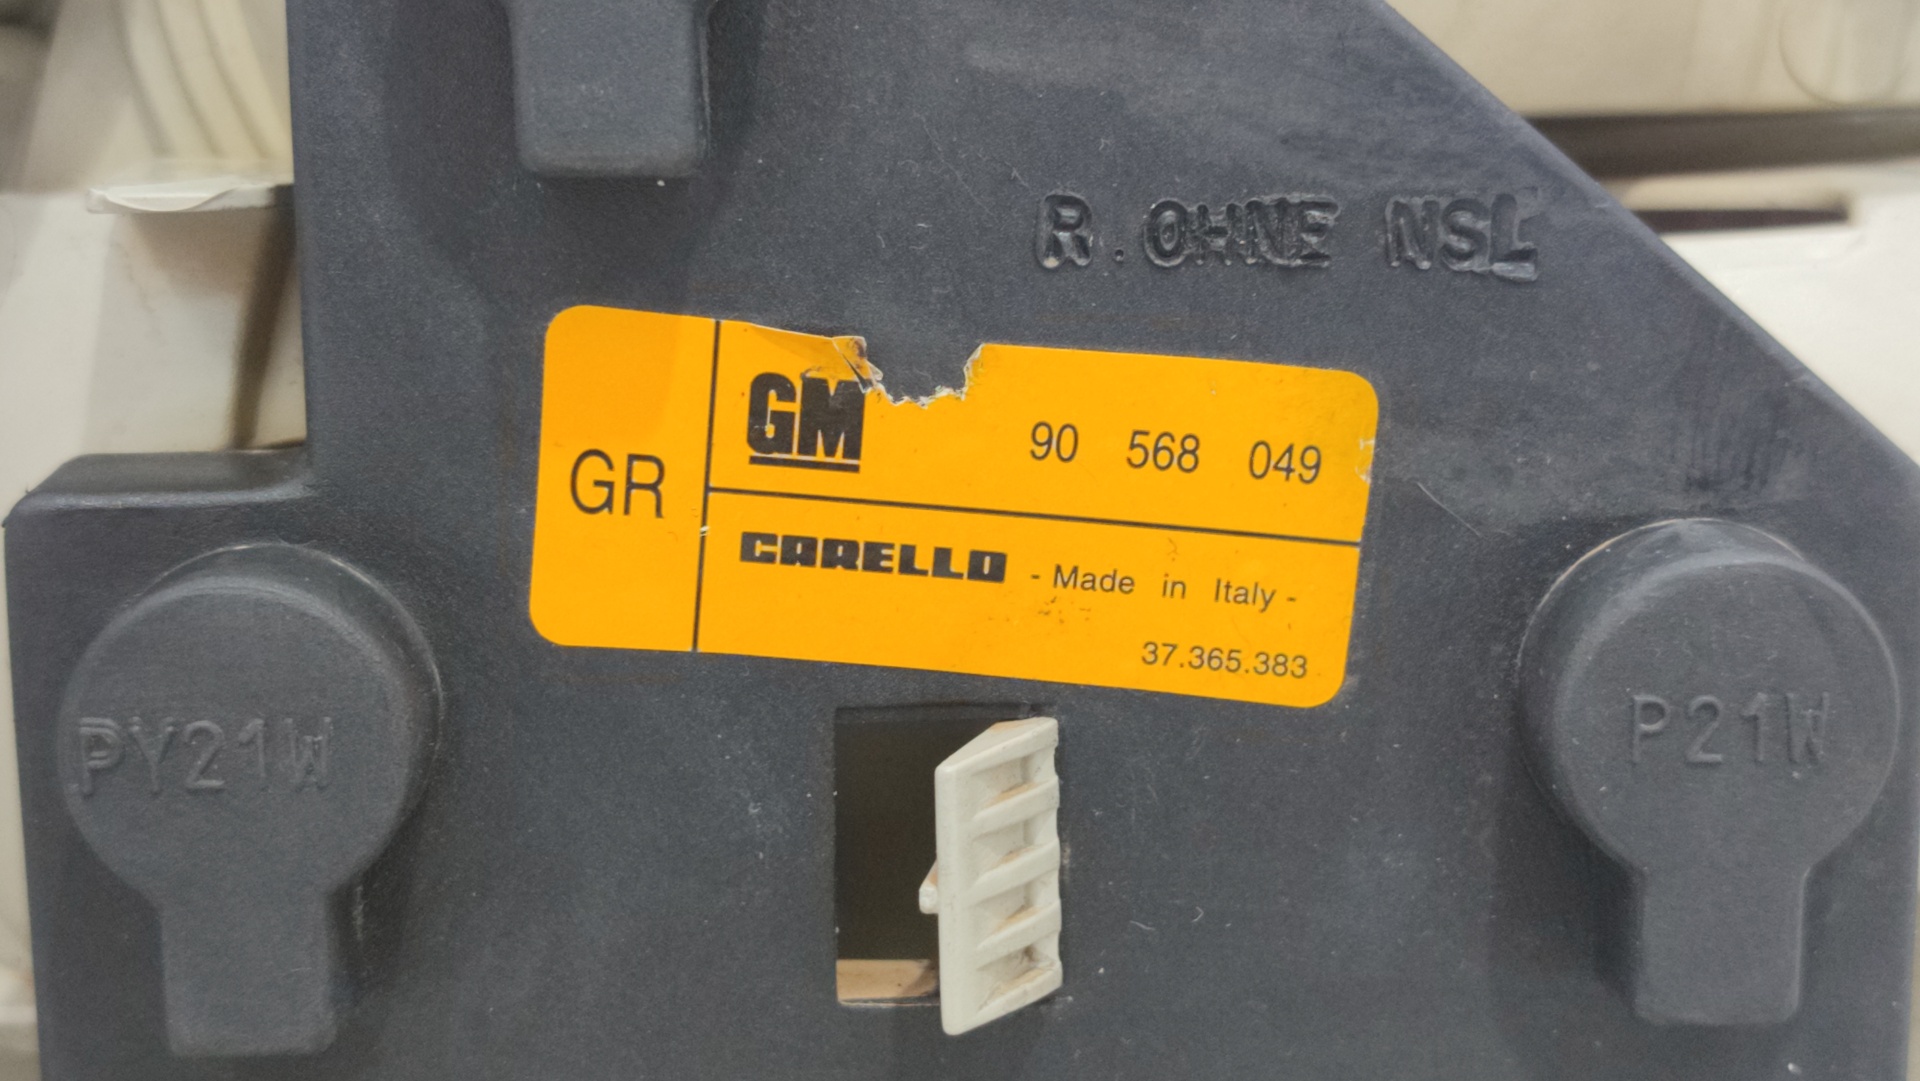 R. OHNE NSL
GR
GM 90 568 049
CARELLO - Made in Italy -
37.365.383
PY21W
P21W